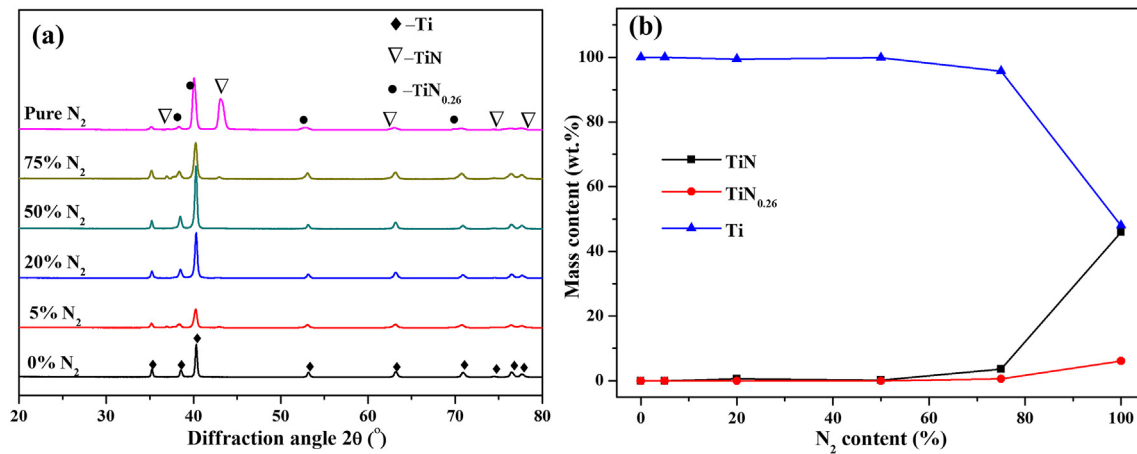 (a)
♦ –Ti
▽ –TiN
● –TiN0.26
Pure N2
75% N2
50% N2
20% N2
5% N2
0% N2
20 30 40 50 60 70 80
Diffraction angle 2θ (°)
(b)
100
80
60
40
20
0
Mass content (wt.%)
TiN
TiN0.26
Ti
0 20 40 60 80 100
N2 content (%)